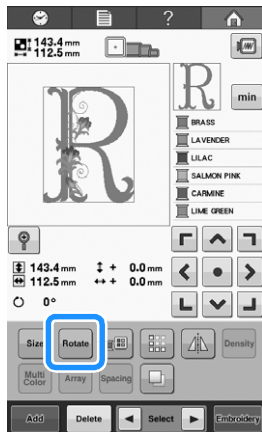 ?
143.4 mm
112.5 mm
R
R
min
BRASS
LAVENDER
LILAC
SALMON PINK
CARMINE
LIME GREEN
143.4 mm + 0.0 mm
112.5 mm + 0.0 mm
0°
Size Rotate Density
Multi Color Array Spacing
Add Delete Select Embroidery